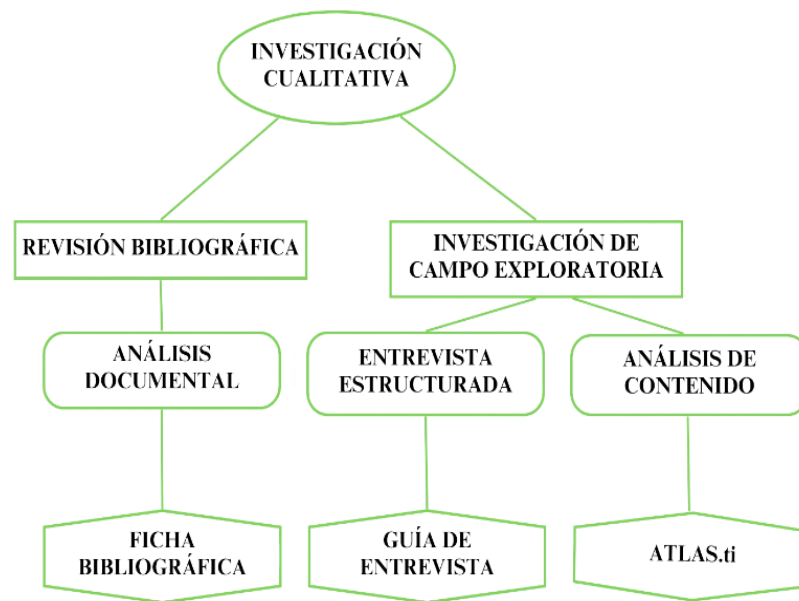 INVESTIGACIÓN
CUALITATIVA
REVISIÓN BIBLIOGRÁFICA
INVESTIGACIÓN DE
CAMPO EXPLORATORIA
ANÁLISIS
DOCUMENTAL
ENTREVISTA
ESTRUCTURADA
ANÁLISIS DE
CONTENIDO
FICHA
BIBLIOGRÁFICA
GUÍA DE
ENTREVISTA
ATLAS.ti